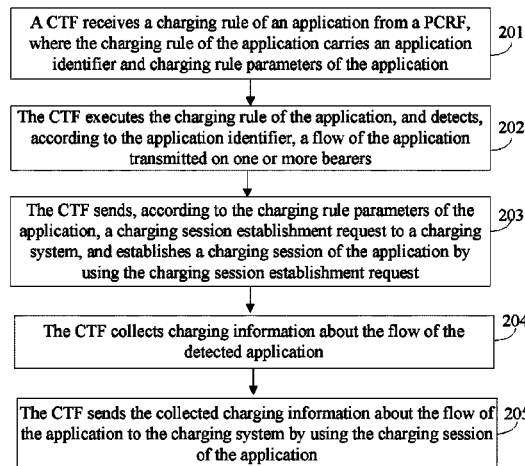 A CTF receives a charging rule of an application from a PCRF,
where the charging rule of the application carries an application
identifier and charging rule parameters of the application
201
The CTF executes the charging rule of the application, and detects,
according to the application identifier, a flow of the application
transmitted on one or more bearers
202
The CTF sends, according to the charging rule parameters of the
application, a charging session establishment request to a charging
system, and establishes a charging session of the application by
using the charging session establishment request
203
The CTF collects charging information about the flow of the
detected application
204
The CTF sends the collected charging information about the flow of
the application to the charging system by using the charging session
of the application
205